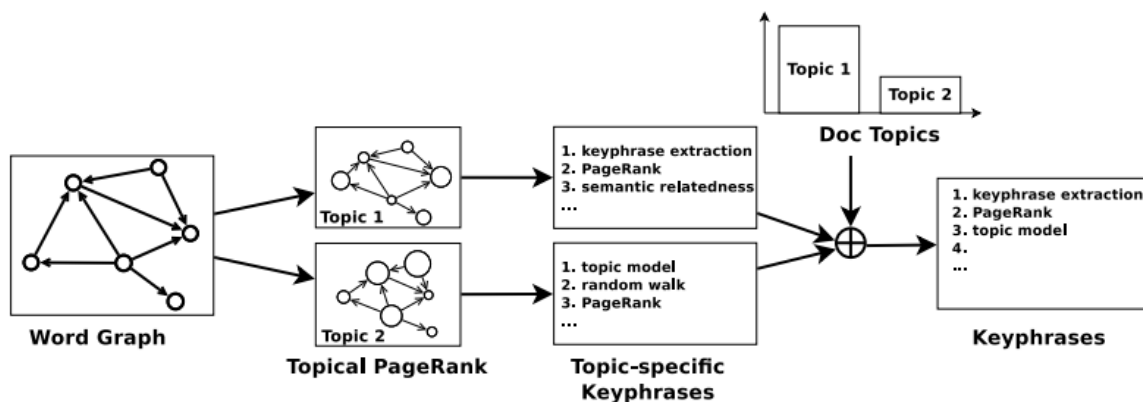 Topic 1
Topic 2
Doc Topics
1. keyphrase extraction
2. PageRank
3. semantic relatedness
...
Topic 1
1. keyphrase extraction
2. PageRank
3. topic model
4.
...
1. topic model
2. random walk
3. PageRank
...
Topic 2
Word Graph
Topical PageRank
Topic-specific
Keyphrases
Keyphrases